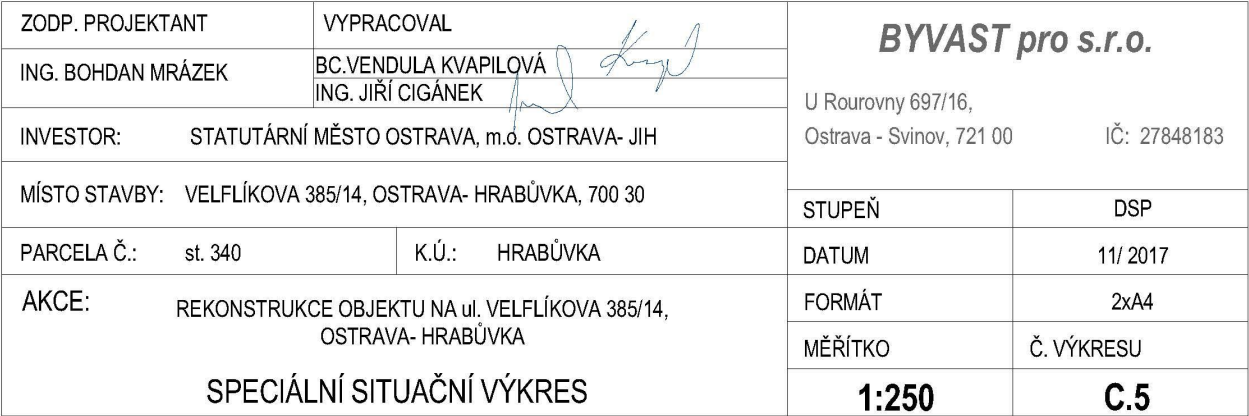 ZODP. PROJEKTANT VYPRACOVAL
ING. BOHDAN MRÁZEK BC.VENDULA KVAPILOVÁ
ING. JIŘÍ CIGÁNEK
INVESTOR: STATUTÁRNÍ MĚSTO OSTRAVA, m.o. OSTRAVA- JIH
MÍSTO STAVBY: VELFLÍKOVA 385/14, OSTRAVA- HRABŮVKA, 700 30
PARCELA Č.: st. 340 K.Ú.: HRABŮVKA
AKCE: REKONSTRUKCE OBJEKTU NA ul. VELFLÍKOVA 385/14,
OSTRAVA- HRABŮVKA
SPECIÁLNÍ SITUAČNÍ VÝKRES
BYVAST pro s.r.o.
U Rourovny 697/16,
Ostrava - Svinov, 721 00 IČ: 27848183
STUPEŇ DSP
DATUM 11/ 2017
FORMÁT 2xA4
MĚŘÍTKO Č. VÝKRESU
1:250 C.5